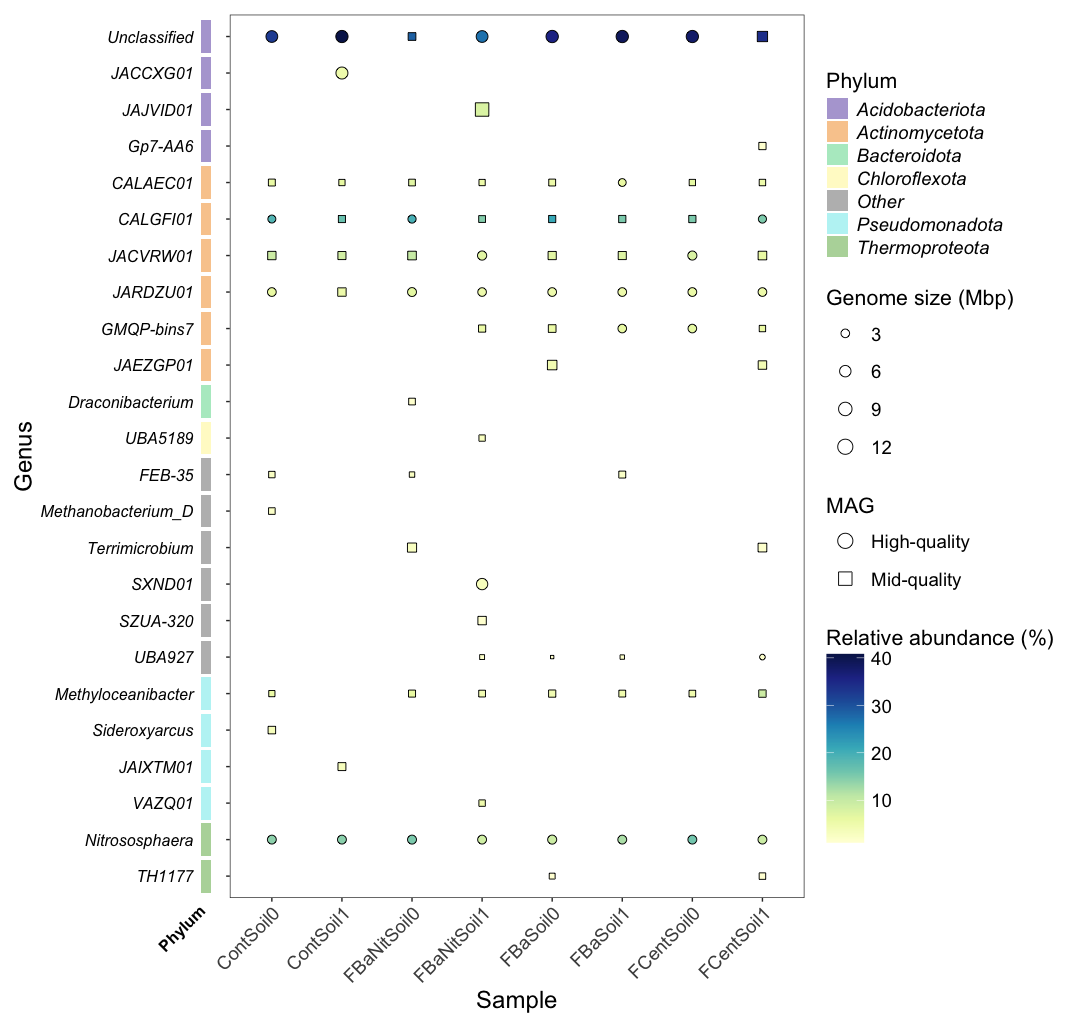 Genus
Unclassified
JACCXG01
JAJVID01
Gp7-AA6
CALAEC01
CALGFI01
JACVRW01
JARDZU01
GMQP-bins7
JAEZGP01
Draconibacterium
UBA5189
FEB-35
Methanobacterium_D
Terrimicrobium
SXND01
SZUA-320
UBA927
Methyloceanibacter
Sideroxyarcus
JAIXTM01
VAZQ01
Nitrososphaera
TH1177
Phylum
ContSoil0
ContSoil1
FBaNitSoil0
FBaNitSoil1
FBaSoil0
FBaSoil1
FCentSoil0
FCentSoil1
Sample
Phylum
Acidobacteriota
Actinomycetota
Bacteroidota
Chloroflexota
Other
Pseudomonadota
Thermoproteota
Genome size (Mbp)
3
6
9
12
MAG
High-quality
Mid-quality
Relative abundance (%)
40
30
20
10